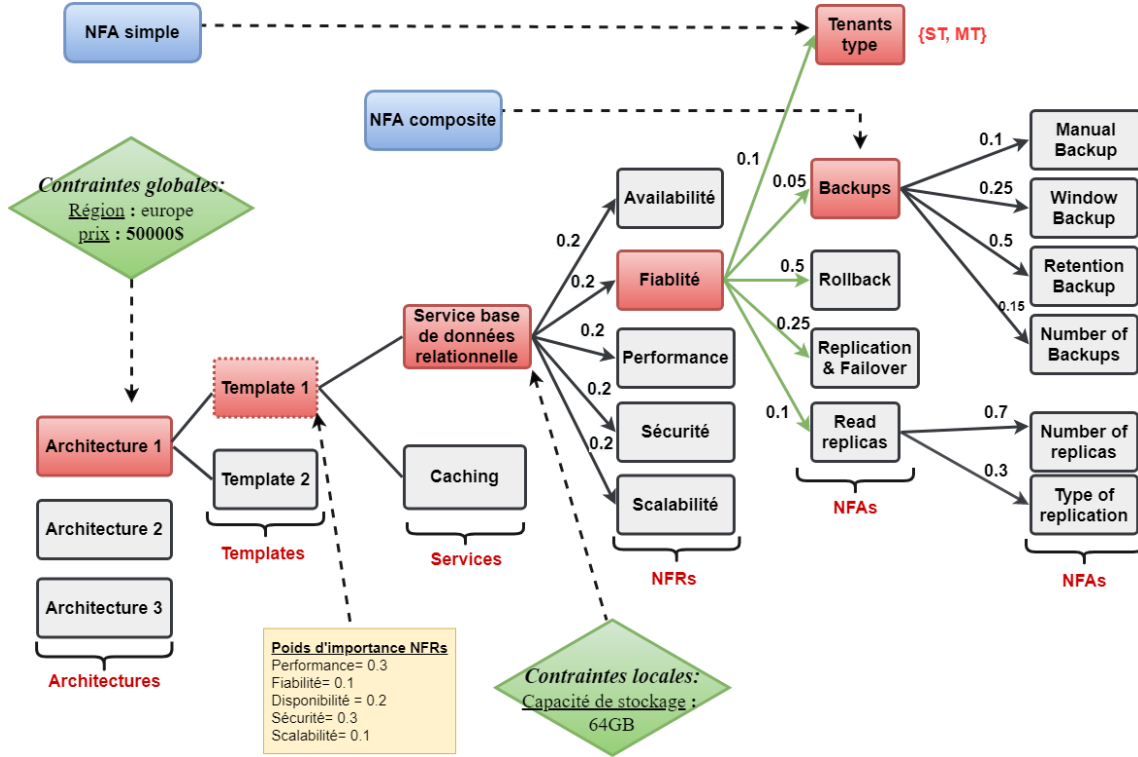 NFA simple
Tenants
type
{ST, MT}
NFA composite
Contraintes globales:
Région : europe
prix : 50000$
0.1
0.05
Backups
0.1
Manual
Backup
0.25
Window
Backup
0.5
Retention
Backup
0.15
Number of
Backups
Availabilité
0.2
Fiablité
0.2
0.5
Rollback
Service base
de données
relationnelle
0.2
Performance
0.25
Replication
& Failover
Template 1
0.2
Sécurité
0.1
Read
replicas
0.7
Number of
replicas
0.3
Type of
replication
Architecture 1
Template 2
Caching
0.2
Scalabilité
NFAs
Architecture 2
Templates
Services
NFRs
NFAs
Architecture 3
Architectures
Poids d'importance NFRs
Performance= 0.3
Fiabilité= 0.1
Disponibilité = 0.2
Sécurité= 0.3
Scalabilité= 0.1
Contraintes locales:
Capacité de stockage :
64GB